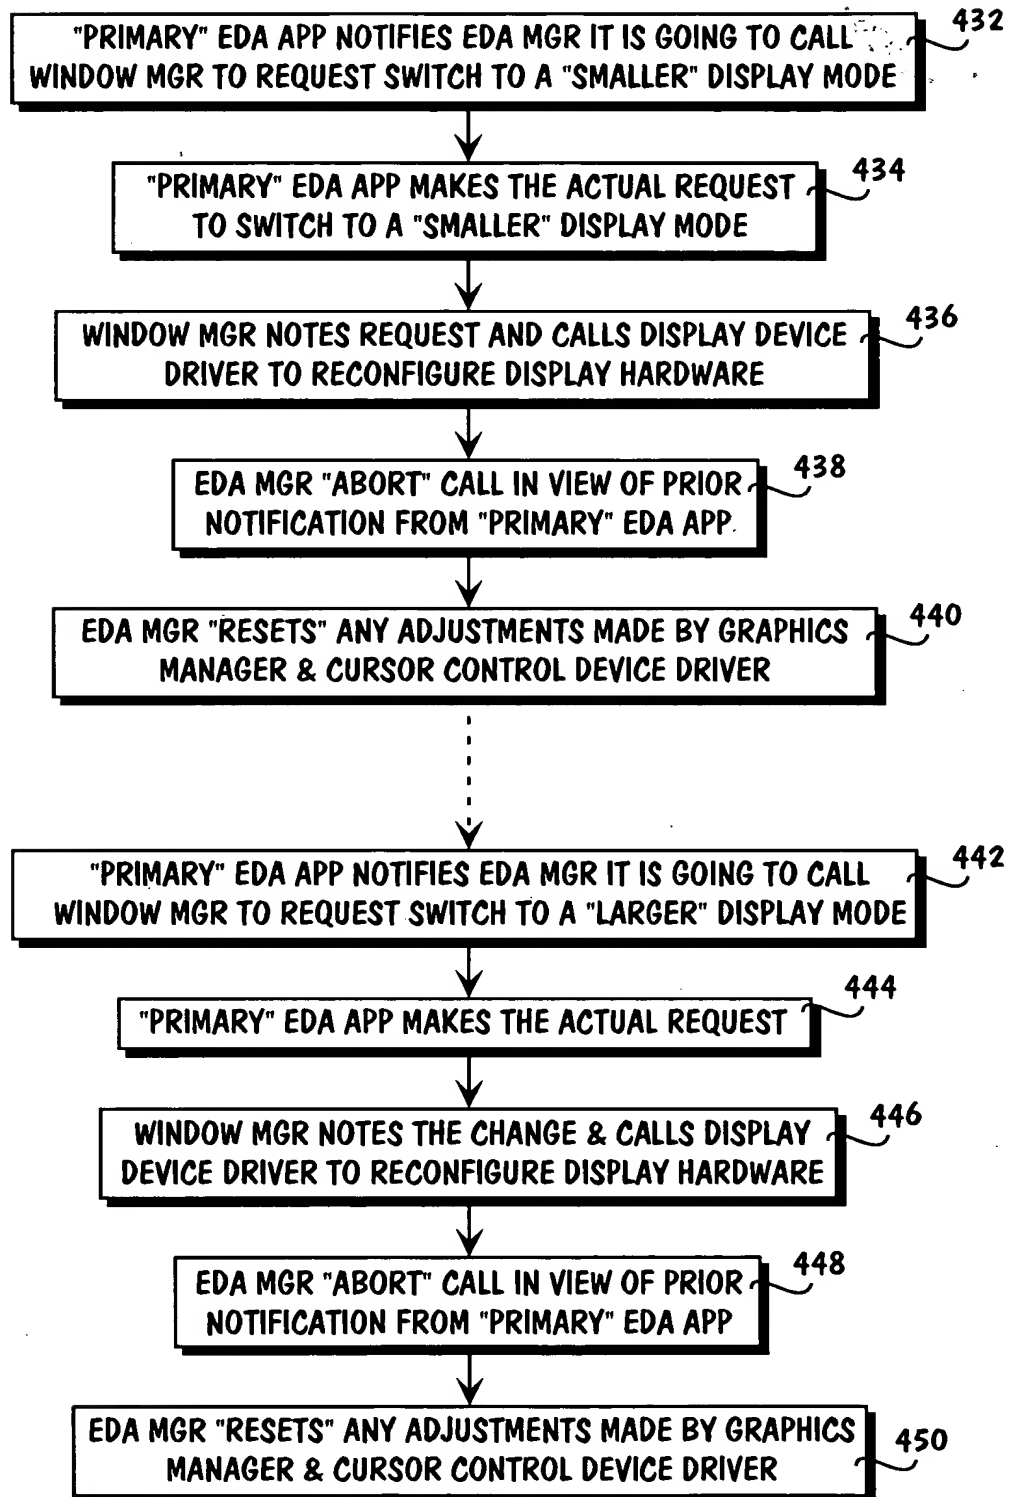 "PRIMARY" EDA APP NOTIFIES EDA MGR IT IS GOING TO CALL
WINDOW MGR TO REQUEST SWITCH TO A "SMALLER" DISPLAY MODE
432
"PRIMARY" EDA APP MAKES THE ACTUAL REQUEST
TO SWITCH TO A "SMALLER" DISPLAY MODE
434
WINDOW MGR NOTES REQUEST AND CALLS DISPLAY DEVICE
DRIVER TO RECONFIGURE DISPLAY HARDWARE
436
EDA MGR "ABORT" CALL IN VIEW OF PRIOR
NOTIFICATION FROM "PRIMARY" EDA APP
438
EDA MGR "RESETS" ANY ADJUSTMENTS MADE BY GRAPHICS
MANAGER & CURSOR CONTROL DEVICE DRIVER
440
"PRIMARY" EDA APP NOTIFIES EDA MGR IT IS GOING TO CALL
WINDOW MGR TO REQUEST SWITCH TO A "LARGER" DISPLAY MODE
442
"PRIMARY" EDA APP MAKES THE ACTUAL REQUEST
444
WINDOW MGR NOTES THE CHANGE & CALLS DISPLAY
DEVICE DRIVER TO RECONFIGURE DISPLAY HARDWARE
446
EDA MGR "ABORT" CALL IN VIEW OF PRIOR
NOTIFICATION FROM "PRIMARY" EDA APP
448
EDA MGR "RESETS" ANY ADJUSTMENTS MADE BY GRAPHICS
MANAGER & CURSOR CONTROL DEVICE DRIVER
450